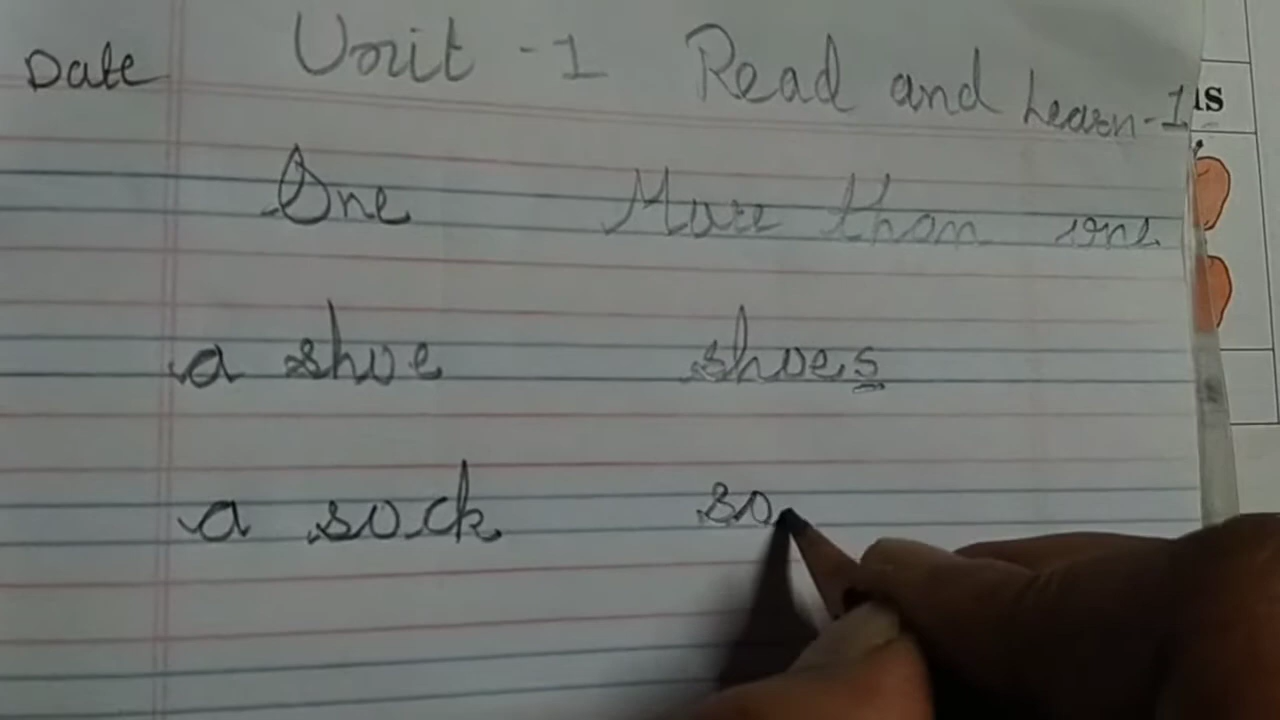 Date Unit -1 Read and Learn-1
One More than one
a shoe shoes
a sock so